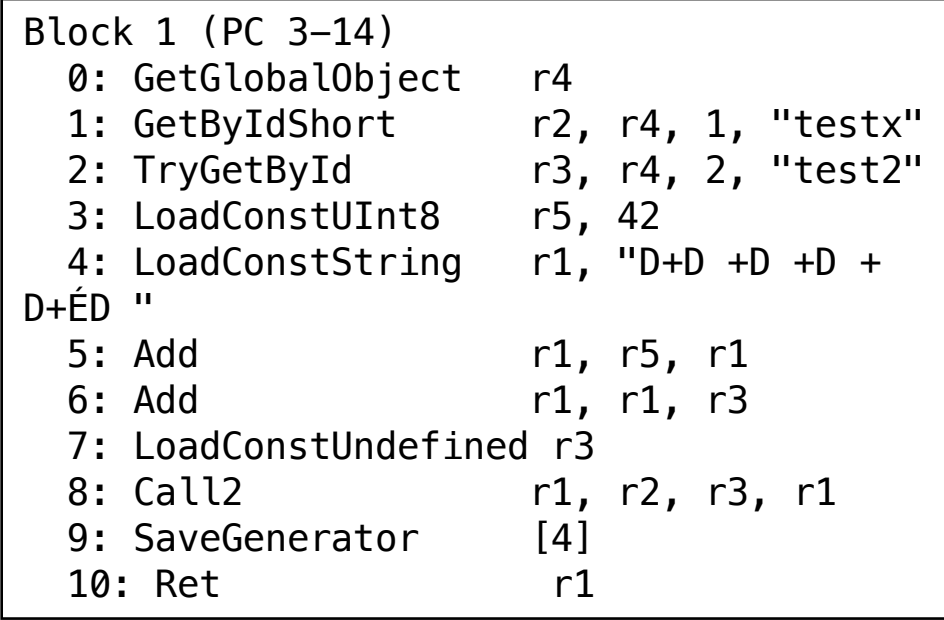 Block 1 (PC 3–14)
0: GetGlobalObject r4
1: GetByIdShort r2, r4, 1, "testx"
2: TryGetById r3, r4, 2, "test2"
3: LoadConstUInt8 r5, 42
4: LoadConstString r1, "D+D +D +D +
D+ÉD "
5: Add r1, r5, r1
6: Add r1, r1, r3
7: LoadConstUndefined r3
8: Call2 r1, r2, r3, r1
9: SaveGenerator [4]
10: Ret r1